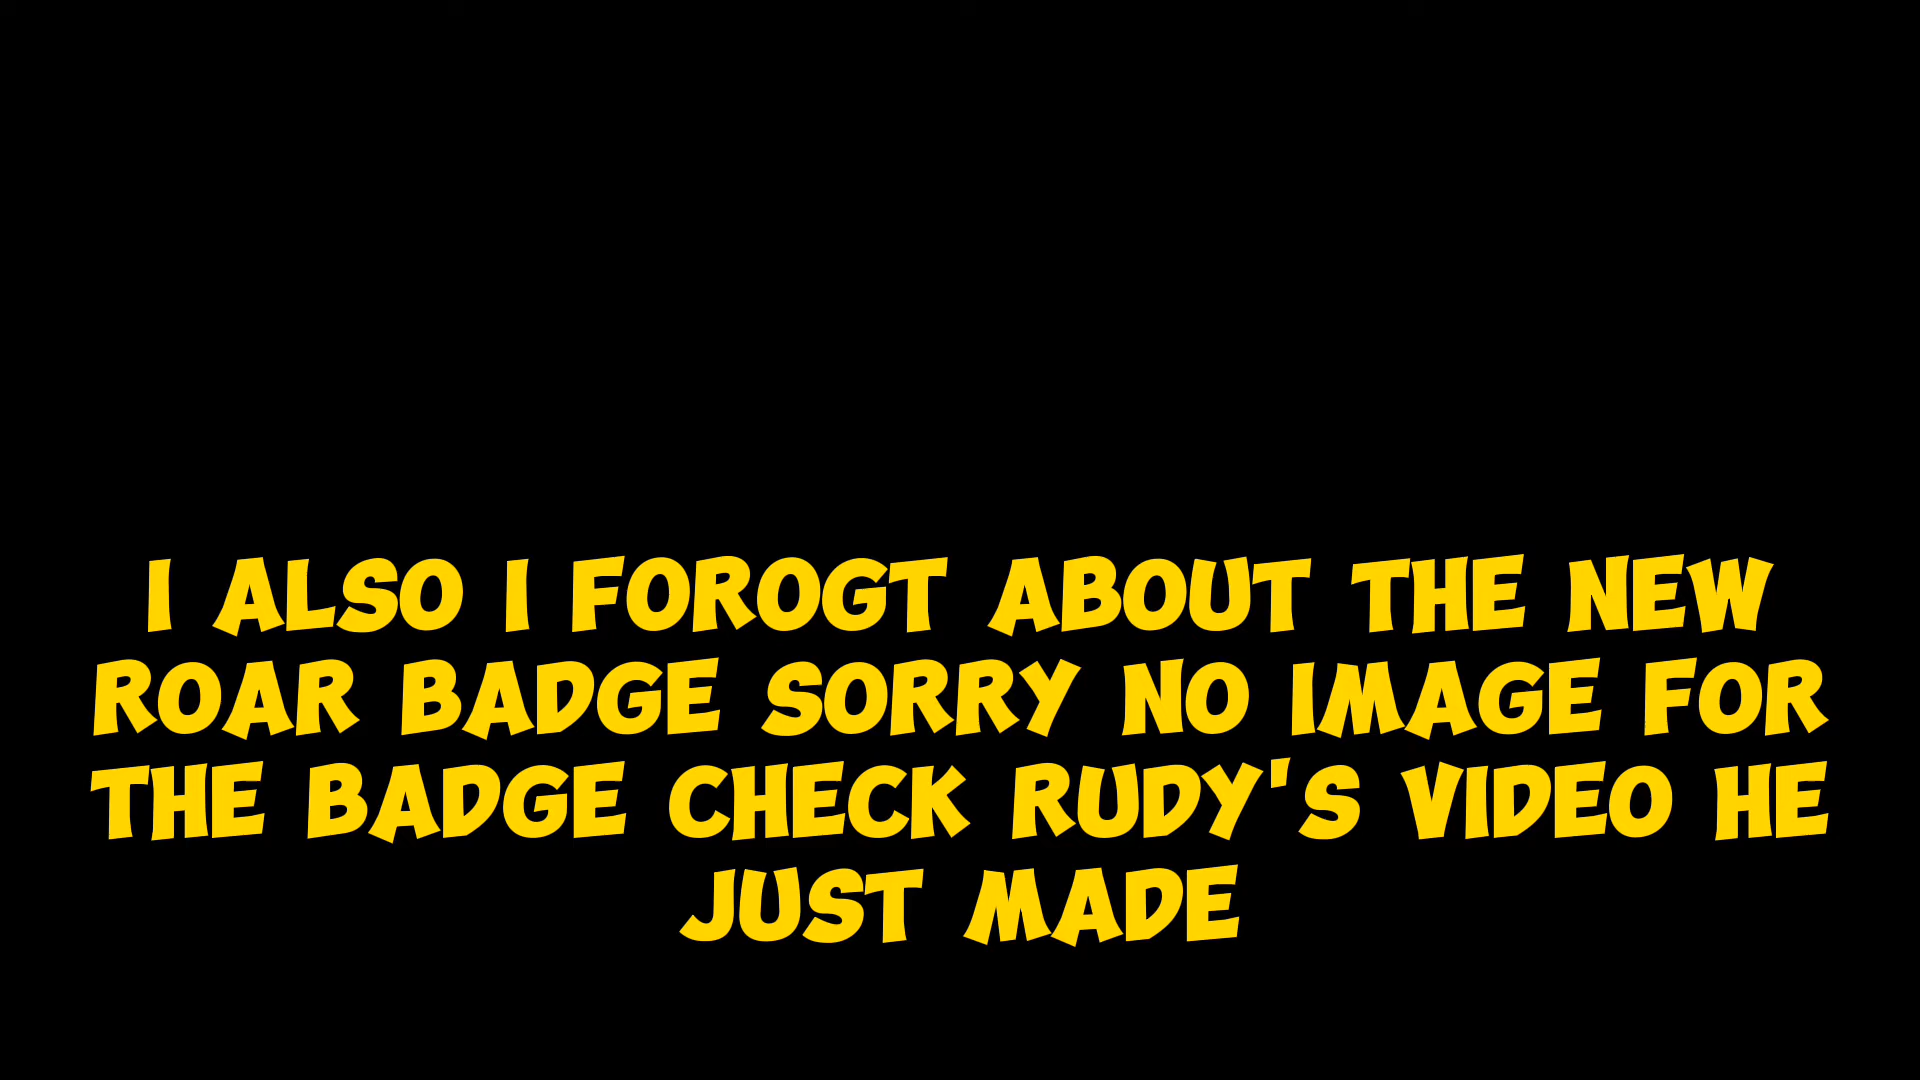 I ALSO I FOROGT ABOUT THE NEW
ROAR BADGE SORRY NO IMAGE FOR
THE BADGE CHECK RUDY'S VIDEO HE
JUST MADE